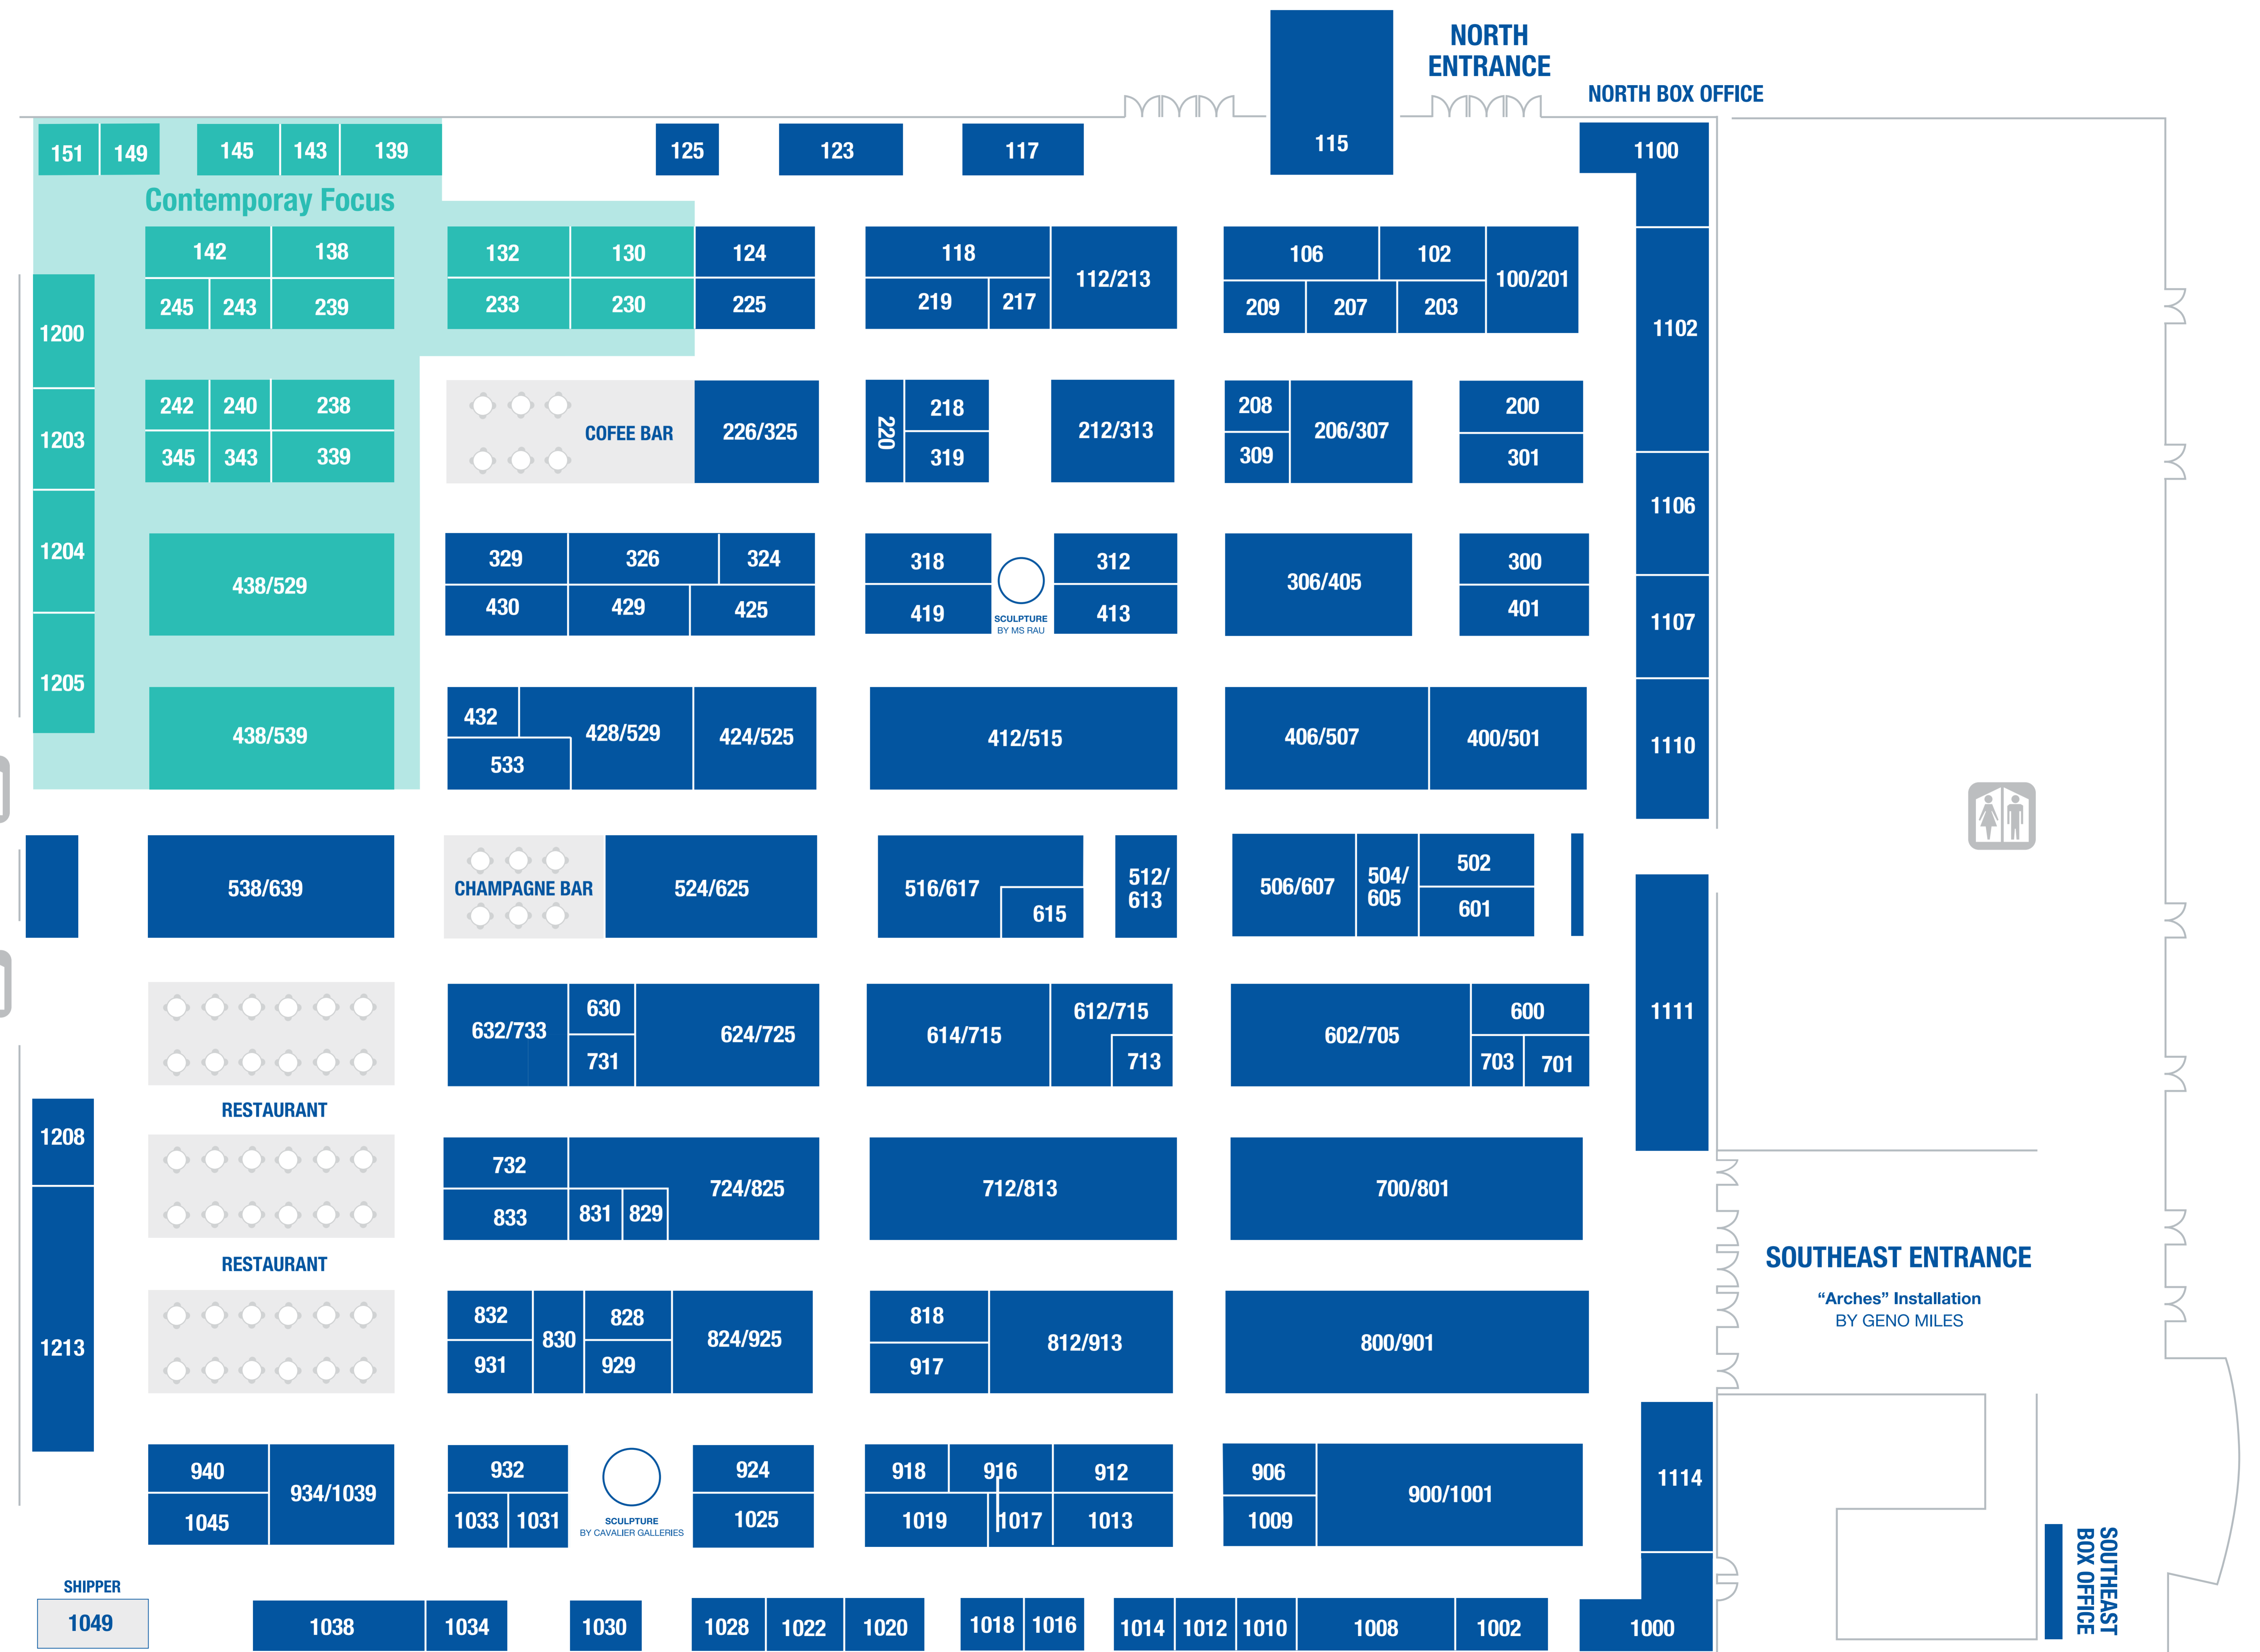 NORTH
ENTRANCE
NORTH BOX OFFICE
151 149 145 143 139 125 123 117 115 1100
Contemporay Focus
142 138 132 130 124 118 112/213 106 102 100/201
245 243 239 233 230 225 219 217 209 207 203
1200 1102
242 240 238 COFEE BAR 226/325 220 218 212/313 208 206/307 200
1203 345 343 339 319 309 301
1106
1204 438/529 329 326 324 318 312 306/405 300
430 429 425 419 413 401 1107
SCULPTURE
BY MS RAU
1205
438/539 432 428/529 424/525 412/515 406/507 400/501 1110
533
538/639 CHAMPAGNE BAR 524/625 516/617 512/
613 506/607 504/
605 502
615 601
632/733 630 624/725 614/715 612/715 602/705 600 1111
731 713 703 701
RESTAURANT
1208 732 724/825 712/813 700/801
833 831 829
RESTAURANT
SOUTHEAST ENTRANCE
“Arches” Installation
BY GENO MILES
1213 832 830 828 824/925 818 812/913 800/901
931 929 917
940 934/1039 932 924 918 916 912 906 900/1001 1114
1045 1033 1031 1025 1019 1017 1013 1009
SCULPTURE
BY CAVALIER GALLERIES
SOUTHEAST
BOX OFFICE
SHIPPER
1049 1038 1034 1030 1028 1022 1020 1018 1016 1014 1012 1010 1008 1002 1000